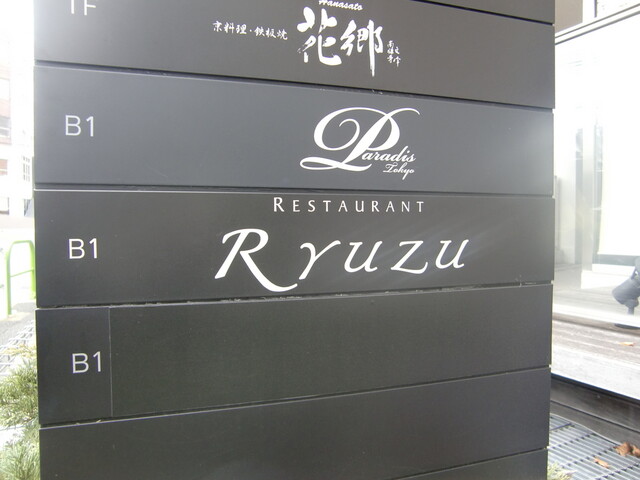 1F
Hanasato
京料理・鉄板焼
花郷
B1
Paradis
Tokyo
B1
RESTAURANT
RYUZU
B1